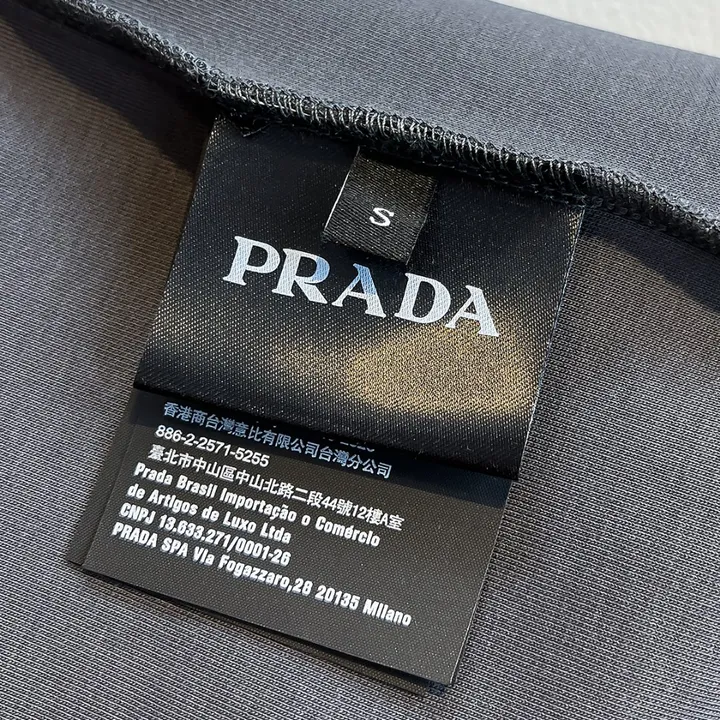 S
PRADA
香港商台灣意比有限公司台灣分公司
886-2-2571-5255
臺北市中山區中山北路二段44號12樓A室
Prada Brasil Importação o Comércio
de Artigos de Luxo Ltda
CNPJ 13.633.271/0001-26
PRADA SPA Via Fogazzaro,28 20135 Milano